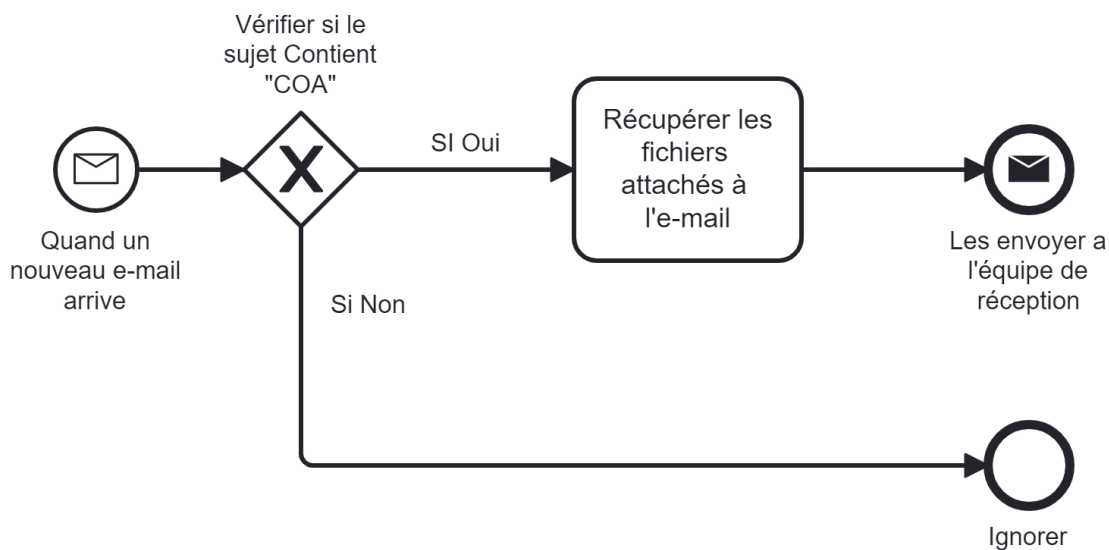 Vérifier si le
sujet Contient
"COA"
SI Oui
Récupérer les
fichiers
attachés à
l'e-mail
Quand un
nouveau e-mail
arrive
Les envoyer a
l'équipe de
réception
Si Non
Ignorer